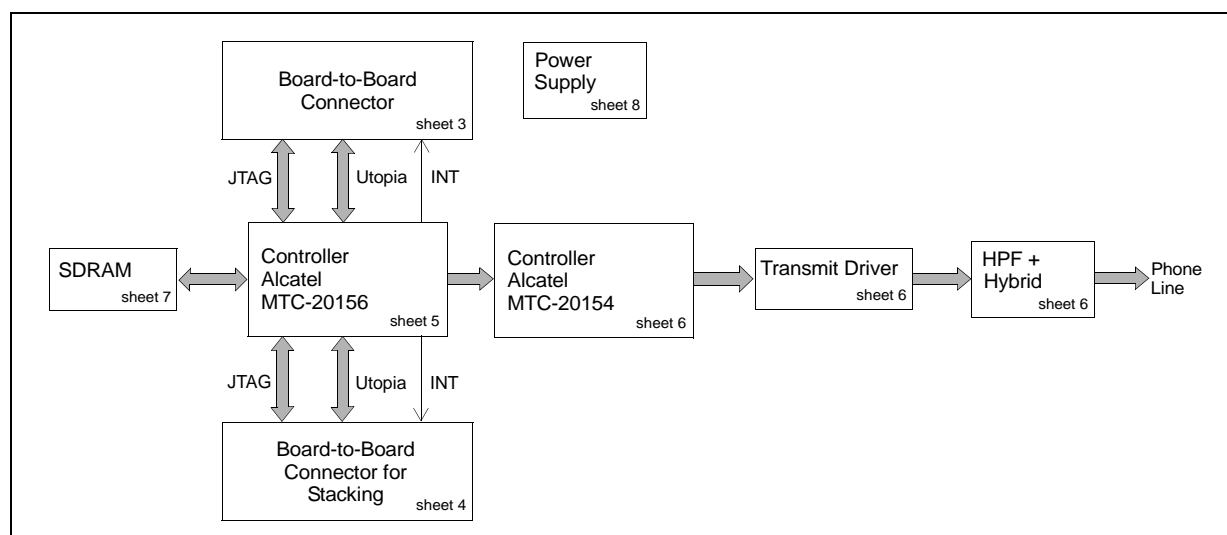 Board-to-Board
Connector
sheet 3
Power
Supply
sheet 8
JTAG
Utopia
INT
SDRAM
sheet 7
Controller
Alcatel
MTC-20156
sheet 5
Controller
Alcatel
MTC-20154
sheet 6
Transmit Driver
sheet 6
HPF +
Hybrid
sheet 6
Phone
Line
JTAG
Utopia
INT
Board-to-Board
Connector for
Stacking
sheet 4